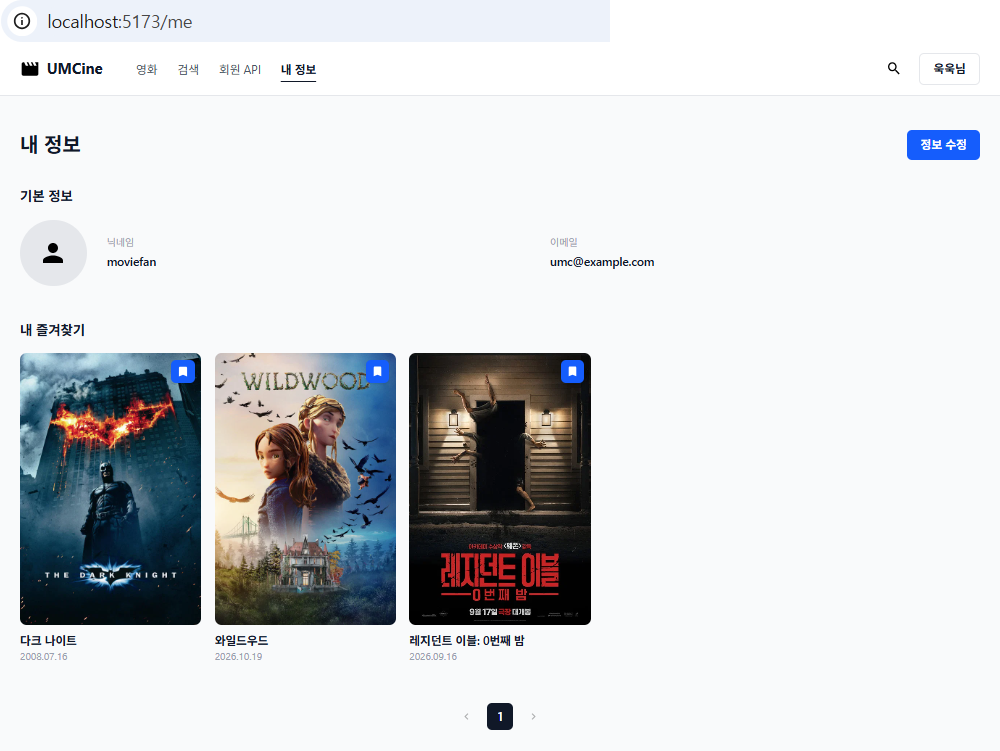 localhost:5173/me
UMCine 영화 검색 회원 API 내 정보 욱욱님
내 정보 정보 수정
기본 정보
닉네임 이메일
moviefan umc@example.com
내 즐겨찾기
WILDWOOD
THE DARK KNIGHT
레지던트 이블
0번째 밤
9월 17일 극장 대개봉
다크 나이트 와일드우드 레지던트 이블: 0번째 밤
2008.07.16 2026.10.19 2026.09.16
‹ 1 ›